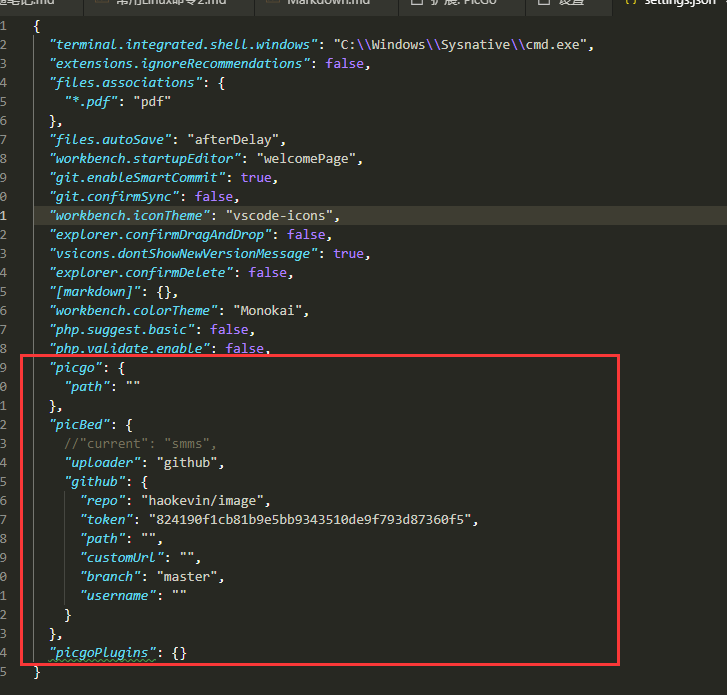 常用Linux命令2.md Markdown.md 扩展: PicGo 设置 settings.json
1 {
2 "terminal.integrated.shell.windows": "C:\\Windows\\Sysnative\\cmd.exe",
3 "extensions.ignoreRecommendations": false,
4 "files.associations": {
5 "*.pdf": "pdf"
6 },
7 "files.autoSave": "afterDelay",
8 "workbench.startupEditor": "welcomePage",
9 "git.enableSmartCommit": true,
0 "git.confirmSync": false,
1 "workbench.iconTheme": "vscode-icons",
2 "explorer.confirmDragAndDrop": false,
3 "vsicons.dontShowNewVersionMessage": true,
4 "explorer.confirmDelete": false,
5 "[markdown]": {},
6 "workbench.colorTheme": "Monokai",
7 "php.suggest.basic": false,
8 "php.validate.enable": false,
9 "picgo": {
0 "path": ""
1 },
2 "picBed": {
3 //"current": "smms",
4 "uploader": "github",
5 "github": {
6 "repo": "haokevin/image",
7 "token": "824190f1cb81b9e5bb9343510de9f793d87360f5",
8 "path": "",
9 "customUrl": "",
0 "branch": "master",
1 "username": ""
2 }
3 },
4 "picgoPlugins": {}
5 }